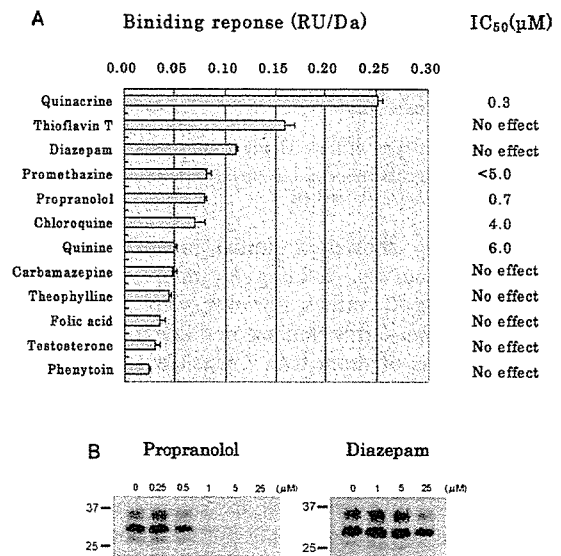 A Biniding reponse (RU/Da) IC50(µM)
0.00 0.05 0.10 0.15 0.20 0.25 0.30
Quinacrine 0.3
Thioflavin T No effect
Diazepam No effect
Promethazine <5.0
Propranolol 0.7
Chloroquine 4.0
Quinine 6.0
Carbamazepine No effect
Theophylline No effect
Folic acid No effect
Testosterone No effect
Phenytoin No effect
B Propranolol Diazepam
0 0.25 0.5 1 5 25 (µM) 0 1 5 25 (µM)
37 37
25 25